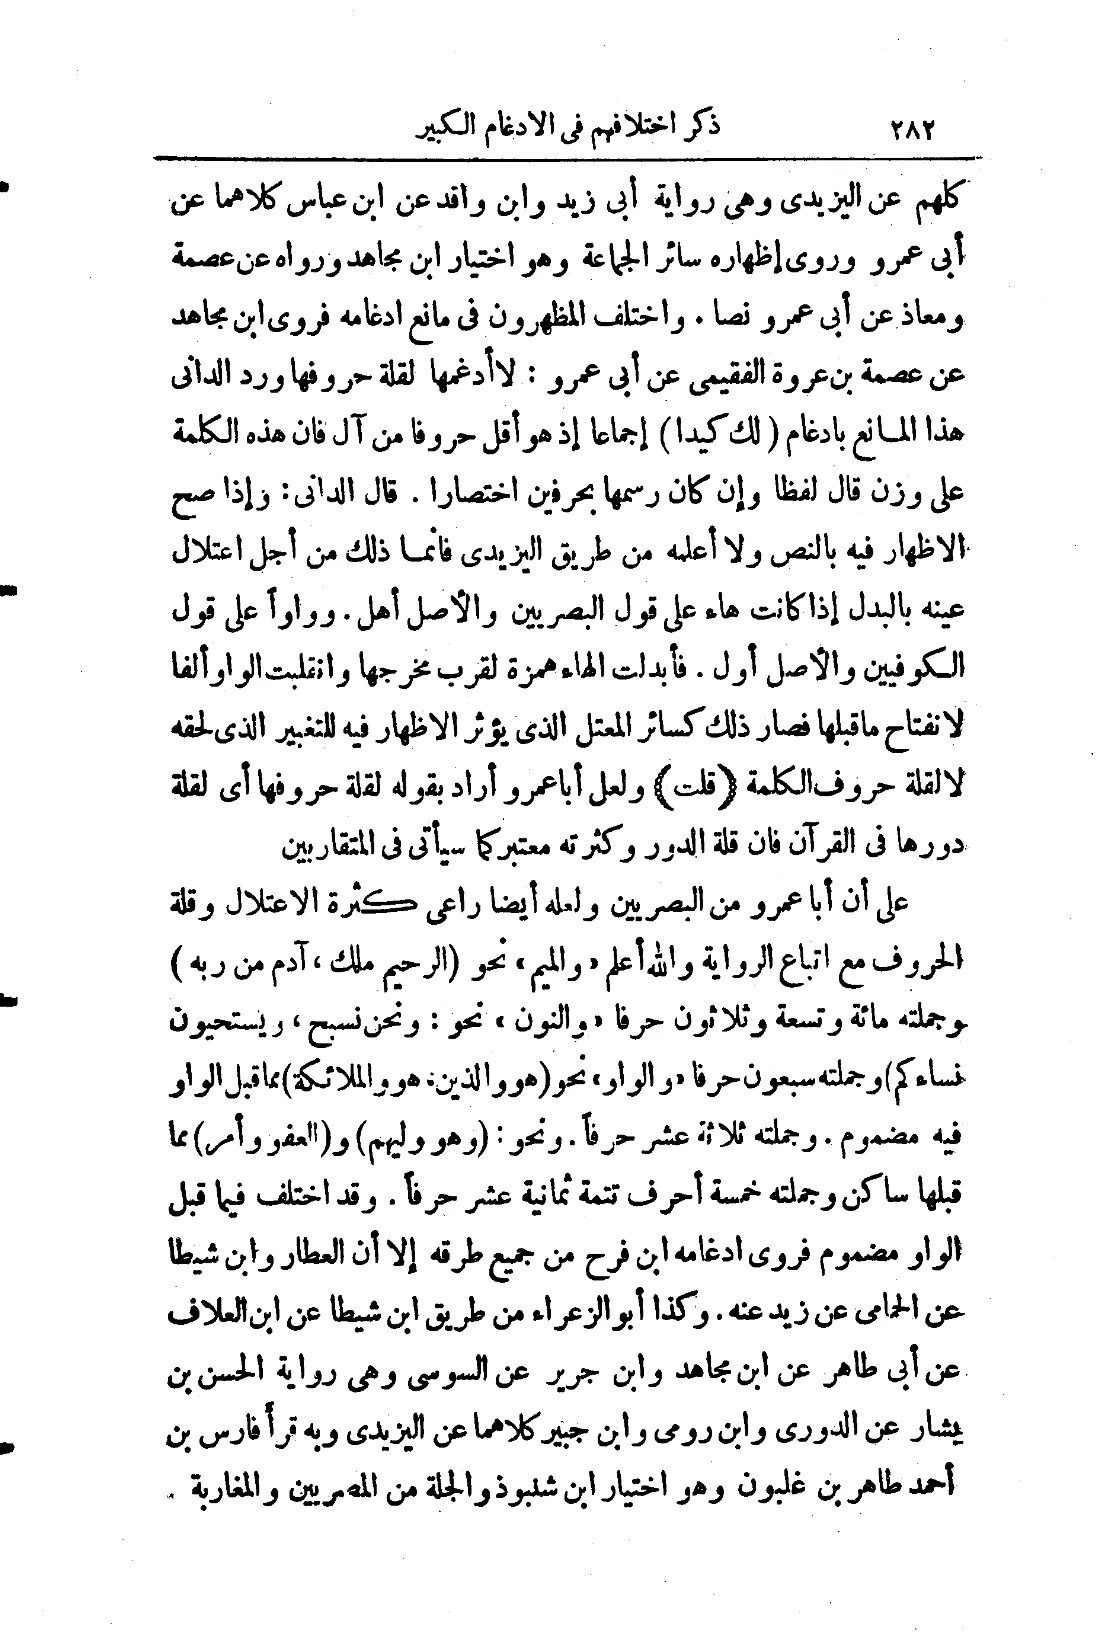 ٢٨٢ ذكر اختلافهم فى الادغام الكبير
كلهم عن اليزيدى وهى رواية أبى زيد وابن واقد عن ابن عباس كلاهما عن
أبى عمرو وروى إظهاره سائر الجماعة وهو اختيار ابن مجاهد ورواه عن عصمة
ومعاذ عن أبى عمرو نصا . واختلف المظهرون فى مانع ادغامه فروى ابن مجاهد
عن عصمة بن عروة الفقيمى عن أبى عمرو : لا أدغمها لقلة حروفها ورد الدانى
هذا المانع بادغام ( لك كيدا ) إجماعا إذ هو أقل حروفا من آل فان هذه الكلمة
على وزن قال لفظا وإن كان رسمها بحرفين اختصارا . قال الدانى : وإذا صح
الاظهار فيه بالنص ولا أعلمه من طريق اليزيدى فانما ذلك من أجل اعتلال
عينه بالبدل إذا كانت هاء على قول البصريين والأصل أهل . وواواً على قول
الكوفيين والأصل أول . فأبدلت الهاء همزة لقرب مخرجها وانقلبت الواو ألفا
لانفتاح ماقبلها فصار ذلك كسائر المعتل الذى يؤثر الاظهار فيه للتغيير الذى لحقه
لا لقلة حروف الكلمة (قلت) ولعل أبا عمرو أراد بقوله لقلة حروفها أى لقلة
دورها فى القرآن فان قلة الدور وكثرته معتبر كما سيأتى فى المتقاربين
على أن أبا عمرو من البصريين ولعله أيضا راعى كثرة الاعتلال وقلة
الحروف مع اتباع الرواية والله أعلم «والميم» نحو (الرحيم ملك ، آدم من ربه )
وجملته مائة وتسعة وثلاثون حرفا «والنون» نحو : ونحن نسبح ، ويستحيون
نساءكم) وجملته سبعون حرفا «والواو» نحو (هو والذين، هو والملائكة) مما قبل الواو
فيه مضموم . وجملته ثلاثة عشر حرفاً . ونحو : (وهو وليهم) و(العفو وأمر) مما
قبلها ساكن وجملته خمسة أحرف تتمة ثمانية عشر حرفاً . وقد اختلف فيما قبل
الواو مضموم فروى ادغامه ابن فرح من جميع طرقه إلا أن العطار وابن شيطا
عن الحمامى عن زيد عنه . وكذا أبو الزعراء من طريق ابن شيطا عن ابن العلاف
عن أبى طاهر عن ابن مجاهد وابن جرير عن السوسى وهى رواية الحسن بن
بشار عن الدورى وابن رومى وابن جبير كلاهما عن اليزيدى وبه قرأ فارس بن
أحمد طاهر بن غلبون وهو اختيار ابن شنبوذ والجلة من المصريين والمغاربة .